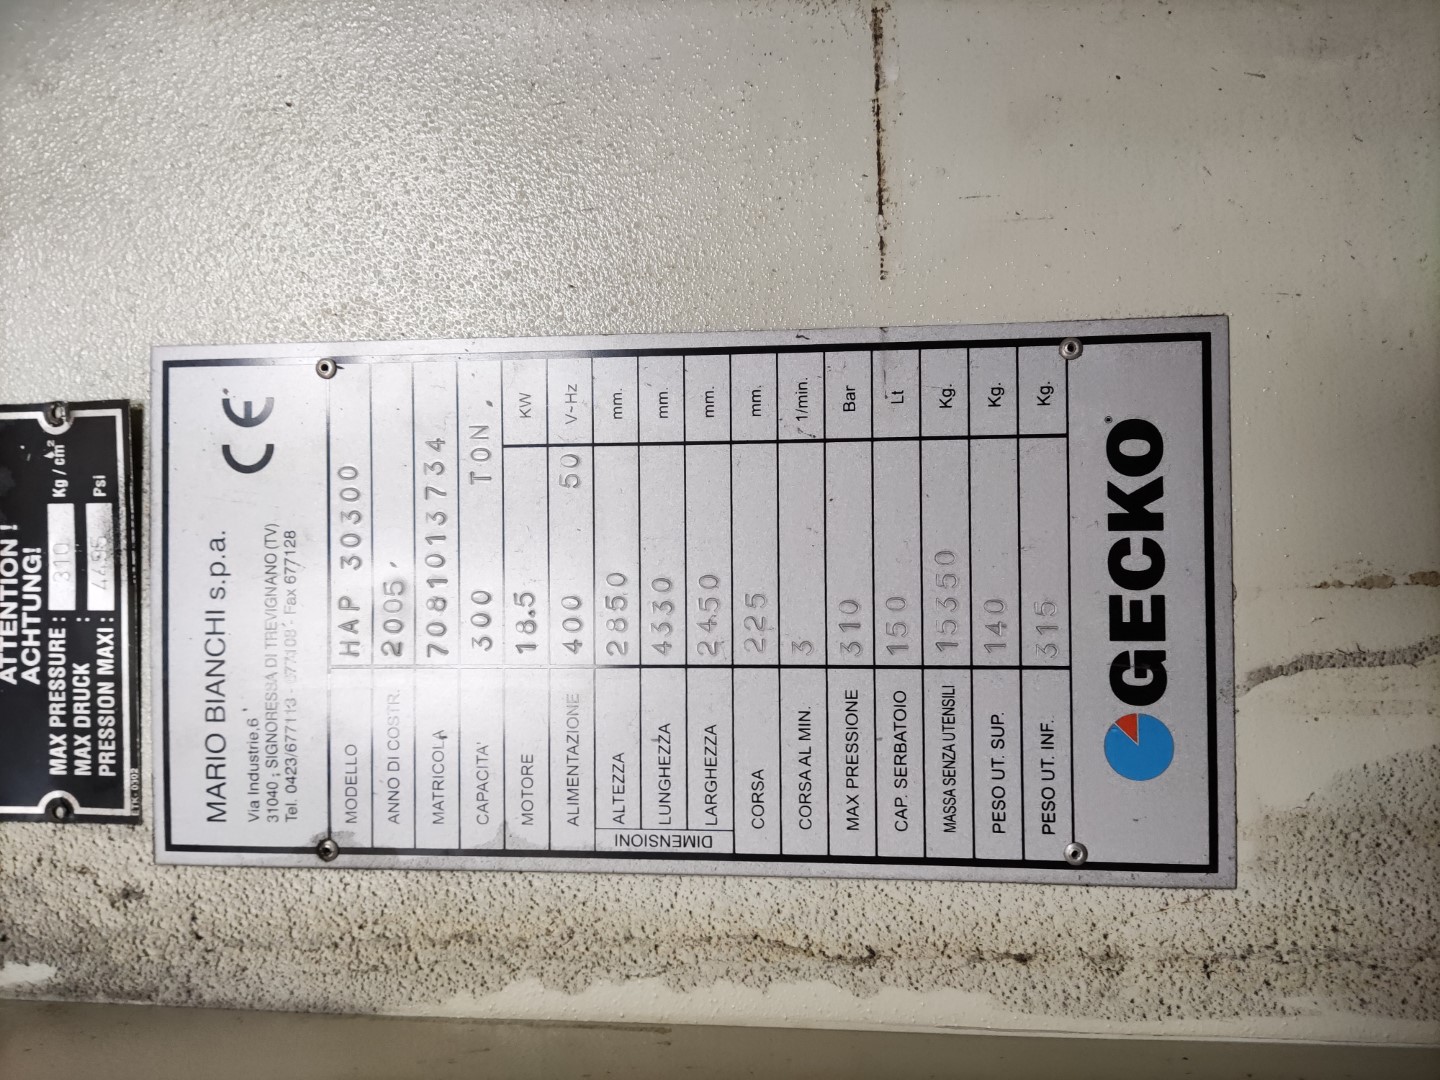 ATTENTION !
ACHTUNG!
MAX PRESSURE : 310 Kg / cm²
MAX DRUCK :
PRESSION MAXI : Psi
MARIO BIANCHI s.p.a.
CE
Via Industrie,6
31040 ; SIGNORESSA DI TREVIGNANO (TV)
Tel. 0423/677113 - Fax 677128
MODELLO HAP 30300
ANNO DI COSTR. 2005
MATRICOLA 7081013734
CAPACITA' 300 TON.
MOTORE 18.5 KW
ALIMENTAZIONE 400 50 V~Hz
DIMENSIONI
ALTEZZA 2850 mm.
LUNGHEZZA 4330 mm.
LARGHEZZA 2450 mm.
CORSA 225 mm.
CORSA AL MIN. 3 1/min.
MAX PRESSIONE 310 Bar
CAP. SERBATOIO 150 Lt
MASSA SENZA UTENSILI 15350 Kg.
PESO UT. SUP. 140 Kg.
PESO UT. INF. 315 Kg.
GECKO